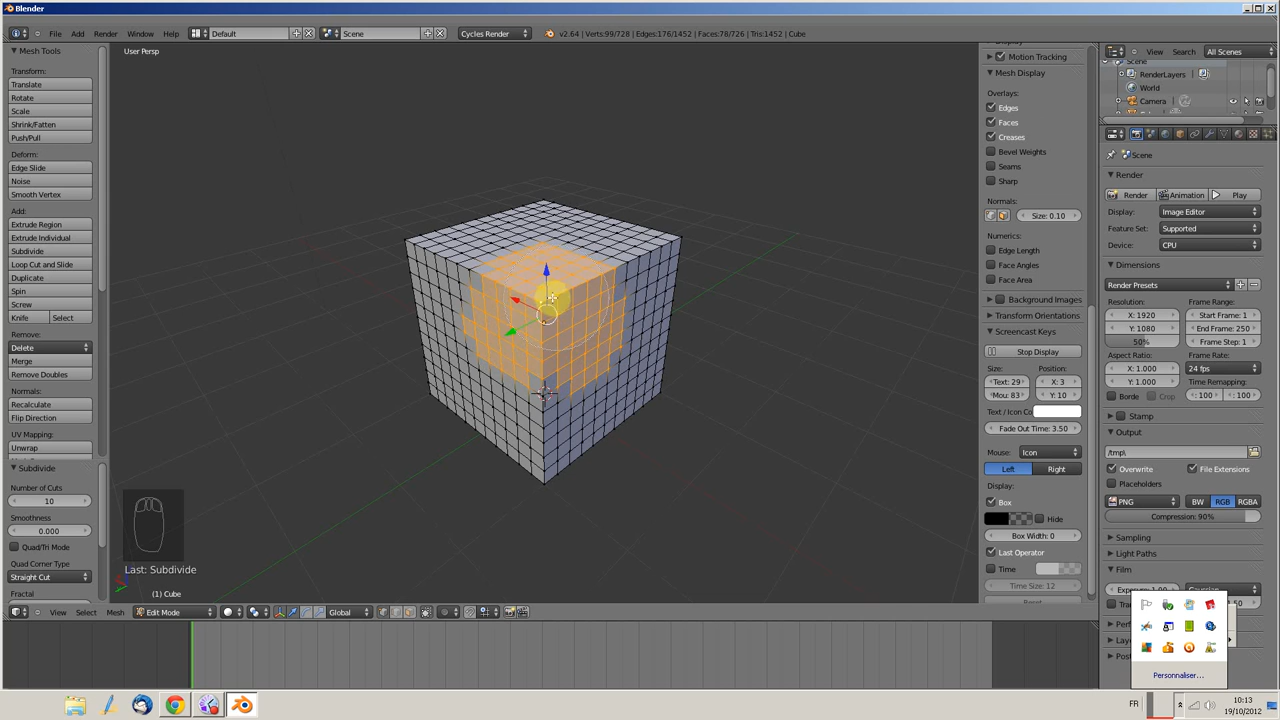 Blender
File Add Render Window Help Default Scene Cycles Render v2.64 | Verts:99/728 | Edges:176/1452 | Faces:78/726 | Tris:1452 | Cube
Mesh Tools
Transform:
Translate
Rotate
Scale
Shrink/Fatten
Push/Pull
Deform:
Edge Slide
Noise
Smooth Vertex
Add:
Extrude Region
Extrude Individual
Subdivide
Loop Cut and Slide
Duplicate
Spin
Screw
Knife Select
Remove:
Delete
Merge
Remove Doubles
Normals:
Recalculate
Flip Direction
UV Mapping:
Unwrap
Subdivide
Number of Cuts
10
Smoothness
0.000
Quad/Tri Mode
Quad Corner Type
Straight Cut
Fractal
User Persp
Last: Subdivide
(1) Cube
View Select Mesh Edit Mode Global
Motion Tracking
Mesh Display
Overlays:
Edges
Faces
Creases
Bevel Weights
Seams
Sharp
Normals:
Size: 0.10
Numerics:
Edge Length
Face Angles
Face Area
Background Images
Transform Orientations
Screencast Keys
Stop Display
Size: Position:
Text: 29 X: 3
Mou: 83 Y: 10
Text / Icon Co
Fade Out Time: 3.50
Mouse: Icon
Left Right
Display:
Box
Hide
Box Width: 0
Last Operator
Time
Time Size: 12
View Search All Scenes
Scene
RenderLayers
World
Camera
Scene
Render
Render Animation Play
Display: Image Editor
Feature Set: Supported
Device: CPU
Dimensions
Render Presets
Resolution: Frame Range:
X: 1920 Start Frame: 1
Y: 1080 End Frame: 250
50% Frame Step: 1
Aspect Ratio: Frame Rate:
X: 1.000 24 fps
Y: 1.000 Time Remapping:
Borde Crop : 100 : 100
Stamp
Output
/tmp\
Overwrite File Extensions
Placeholders
PNG BW RGB RGBA
Compression: 90%
Sampling
Light Paths
Film
Personnaliser...
FR 10:13
19/10/2012